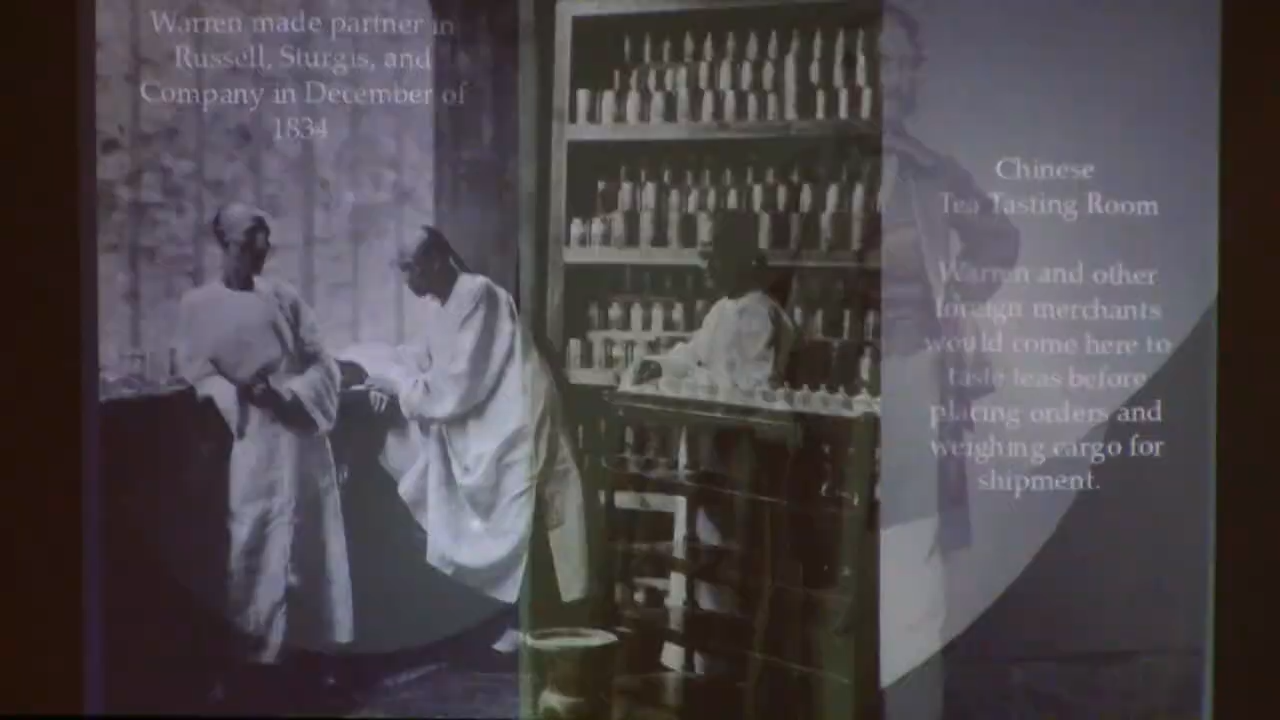 Warren made partner in
Russell, Sturgis, and
Company in December of
1834
Chinese
Tea Tasting Room
Warren and other
foreign merchants
would come here to
taste teas before
placing orders and
weighing cargo for
shipment.